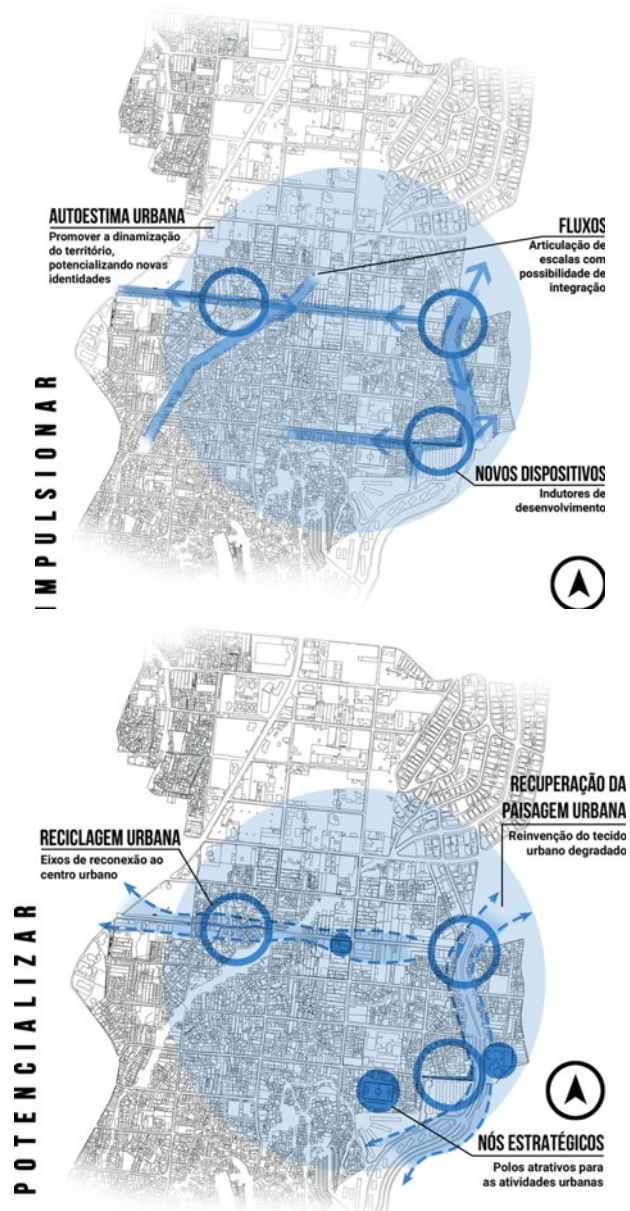 IMPULSIONAR
AUTOESTIMA URBANA
Promover a dinamização
do território,
potencializando novas
identidades
FLUXOS
Articulação de
escalas com
possibilidade de
integração
NOVOS DISPOSITIVOS
Indutores de
desenvolvimento
POTENCIALIZAR
RECUPERAÇÃO DA
PAISAGEM URBANA
Reinvenção do tecido
urbano degradado
RECICLAGEM URBANA
Eixos de reconexão ao
centro urbano
NÓS ESTRATÉGICOS
Polos atrativos para
as atividades urbanas